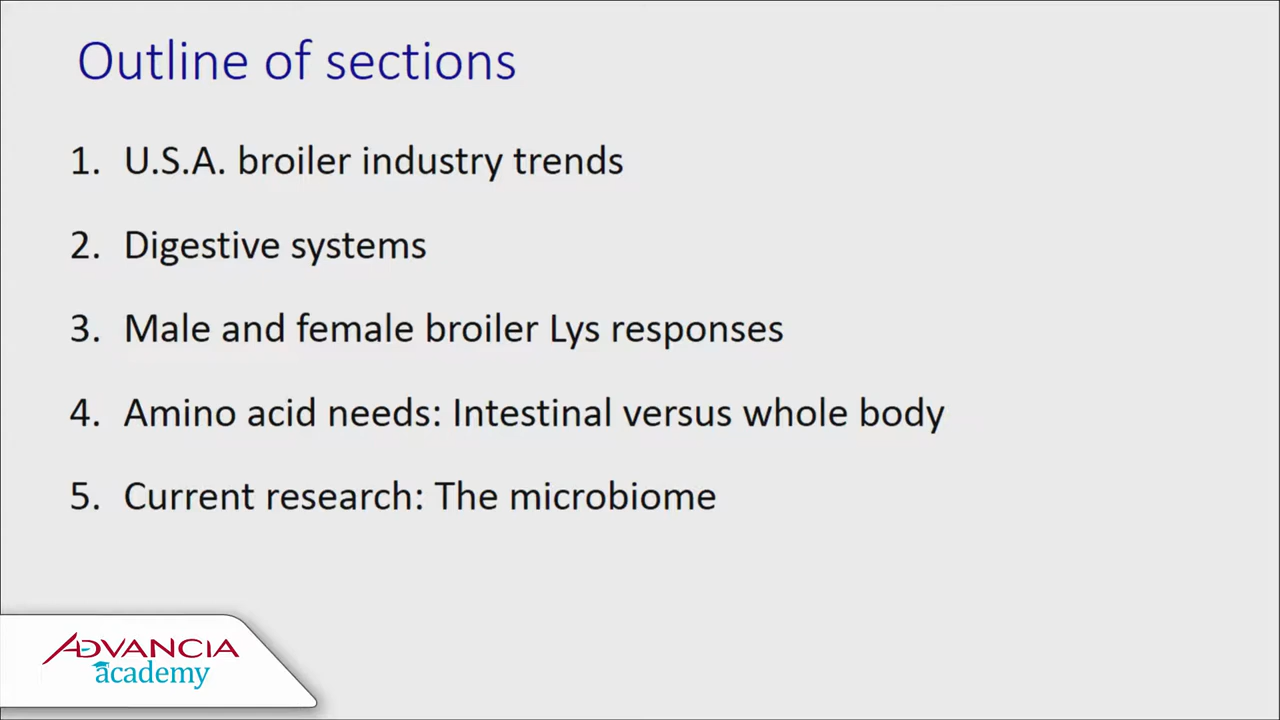 Outline of sections
1. U.S.A. broiler industry trends
2. Digestive systems
3. Male and female broiler Lys responses
4. Amino acid needs: Intestinal versus whole body
5. Current research: The microbiome
ADVANCIA
academy